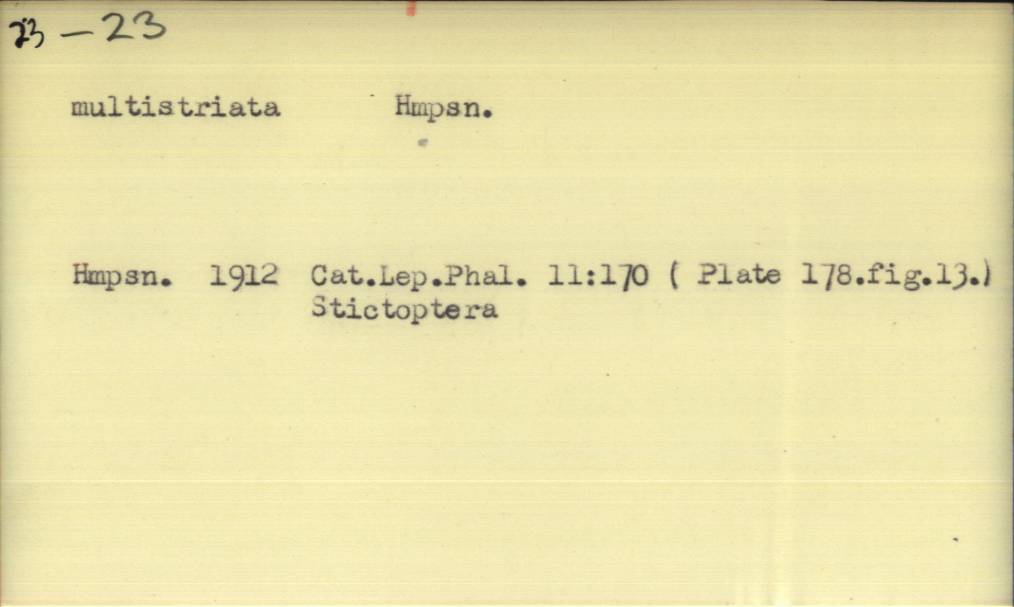 23 – 23
multistriata Hmpsn.
Hmpsn. 1912 Cat.Lep.Phal. 11:170 ( Plate 178.fig.13.)
Stictoptera